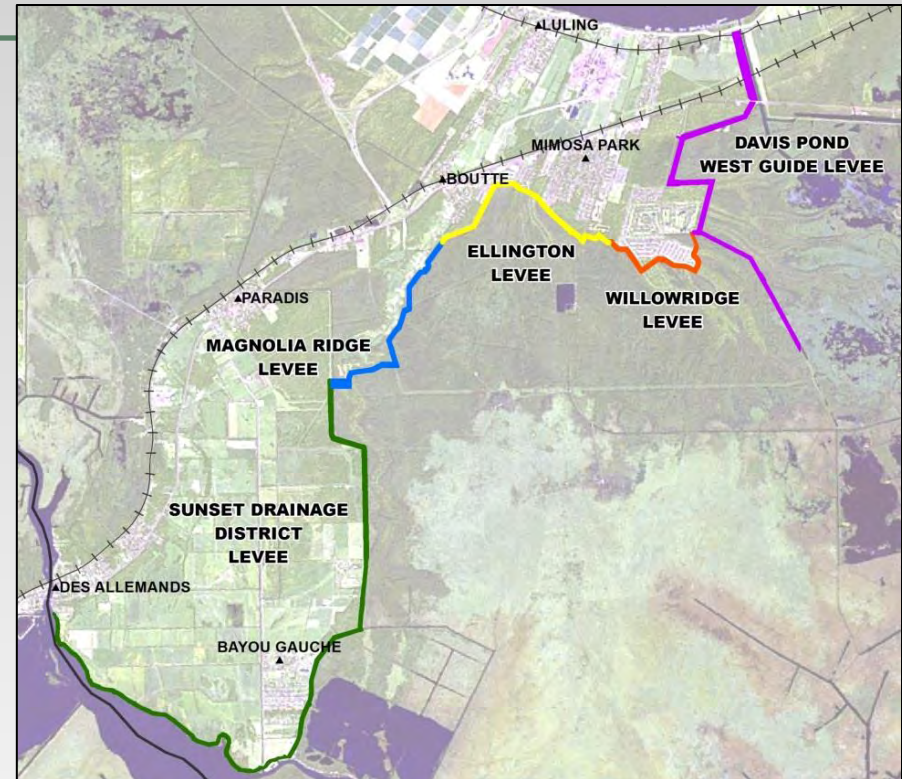 LULING
MIMOSA PARK
DAVIS POND
WEST GUIDE LEVEE
BOUTTE
ELLINGTON
LEVEE
WILLOWRIDGE
LEVEE
PARADIS
MAGNOLIA RIDGE
LEVEE
SUNSET DRAINAGE
DISTRICT
LEVEE
DES ALLEMANDS
BAYOU GAUCHE